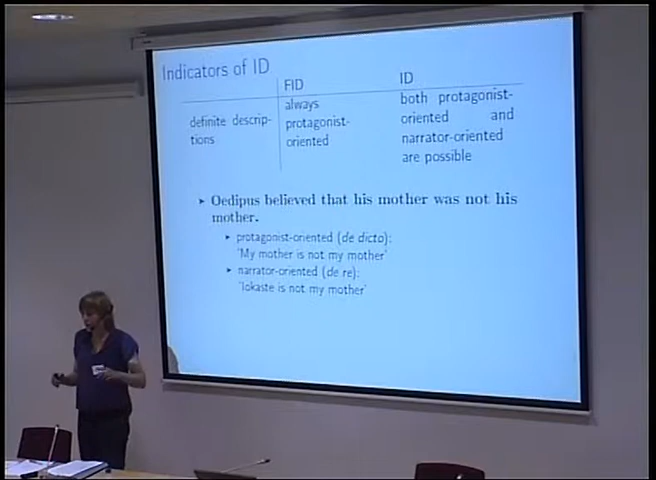 Indicators of ID
FID ID
definite descrip-
tions
always
protagonist-
oriented
both protagonist-
oriented and
narrator-oriented
are possible
➤ Oedipus believed that his mother was not his
mother.
➤ protagonist-oriented (de dicto):
'My mother is not my mother'
➤ narrator-oriented (de re):
'Iokaste is not my mother'